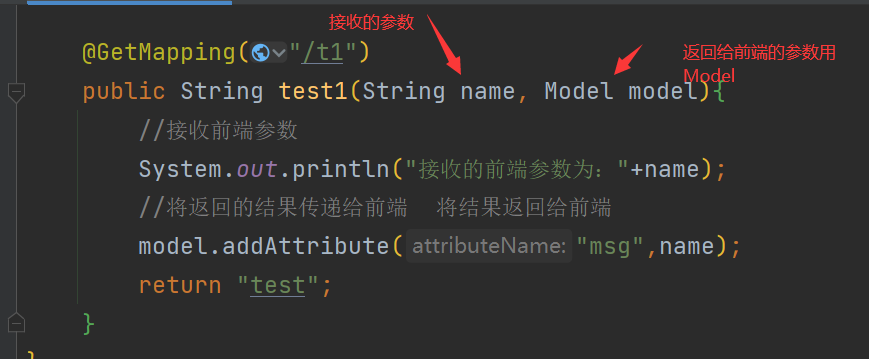 接收的参数
@GetMapping("/t1")
返回给前端的参数用
Model
public String test1(String name, Model model){
//接收前端参数
System.out.println("接收的前端参数为："+name);
//将返回的结果传递给前端  将结果返回给前端
model.addAttribute( attributeName: "msg",name);
return "test";
}
}